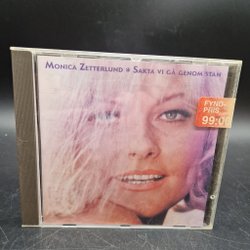 Monica Zetterlund • Sakta vi gå genom stan
FYND-
PRIS
99:00